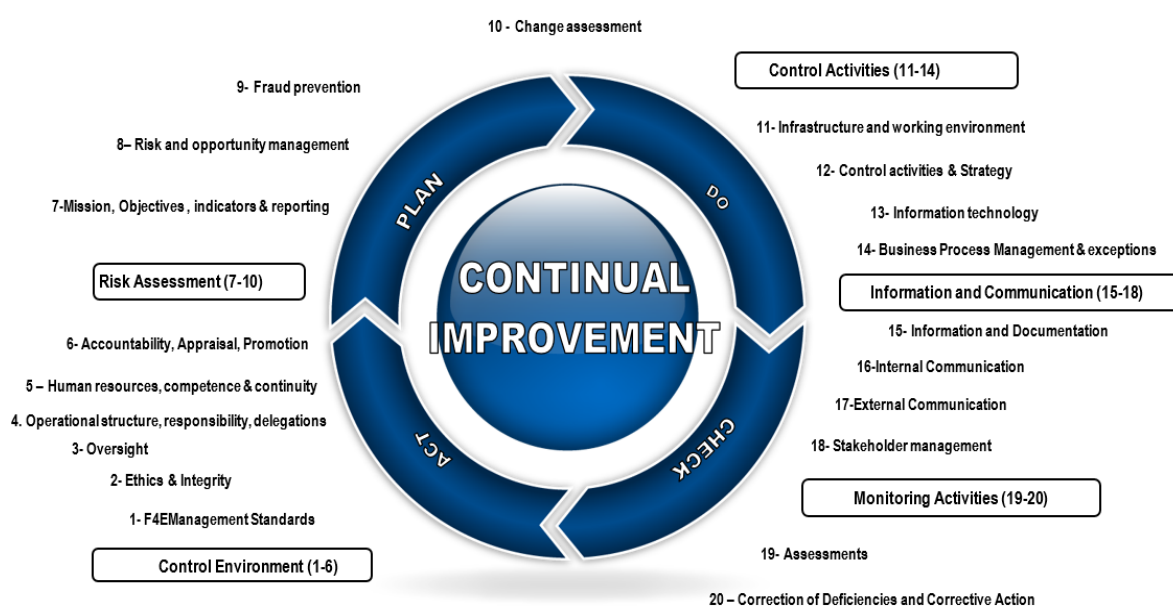 10 - Change assessment
Control Activities (11-14)
9- Fraud prevention
11- Infrastructure and working environment
8– Risk and opportunity management
12- Control activities & Strategy
PLAN
DO
7-Mission, Objectives , indicators & reporting
13- Information technology
14- Business Process Management & exceptions
Risk Assessment (7-10)
CONTINUAL
IMPROVEMENT
Information and Communication (15-18)
15- Information and Documentation
6- Accountability, Appraisal, Promotion
16-Internal Communication
5 – Human resources, competence & continuity
17-External Communication
4. Operational structure, responsibility, delegations
ACT
CHECK
3- Oversight
18- Stakeholder management
2- Ethics & Integrity
Monitoring Activities (19-20)
1- F4EManagement Standards
19- Assessments
Control Environment (1-6)
20 – Correction of Deficiencies and Corrective Action